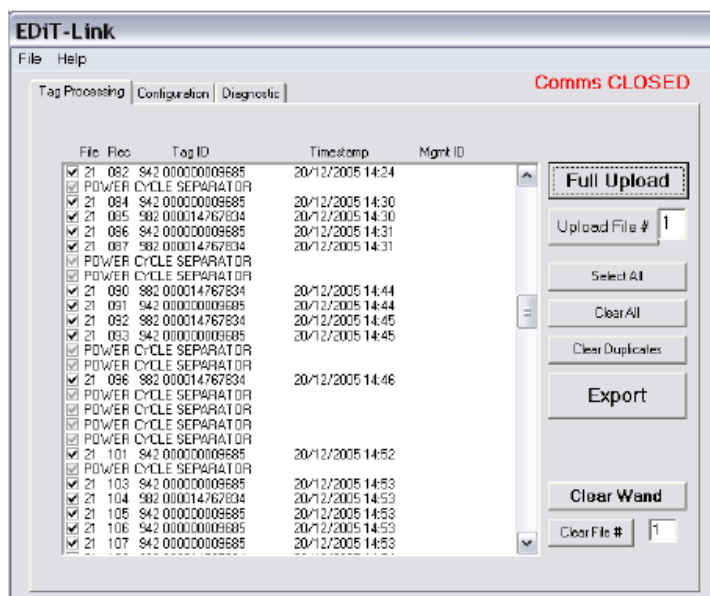 EDiT-Link
File Help
Comms CLOSED
Tag Processing Configuration Diagnostic
File Rec Tag ID Timestamp Mgmt ID
21 082 942 000000009685 20/12/2005 14:24
POWER CYCLE SEPARATOR
21 084 942 000000009685 20/12/2005 14:30
21 085 982 000014767834 20/12/2005 14:30
21 086 942 000000009685 20/12/2005 14:31
21 087 982 000014767834 20/12/2005 14:31
POWER CYCLE SEPARATOR
POWER CYCLE SEPARATOR
21 090 982 000014767834 20/12/2005 14:44
21 091 942 000000009685 20/12/2005 14:44
21 092 982 000014767834 20/12/2005 14:45
21 093 942 000000009685 20/12/2005 14:45
POWER CYCLE SEPARATOR
POWER CYCLE SEPARATOR
21 096 982 000014767834 20/12/2005 14:46
POWER CYCLE SEPARATOR
POWER CYCLE SEPARATOR
POWER CYCLE SEPARATOR
POWER CYCLE SEPARATOR
21 101 942 000000009685 20/12/2005 14:52
POWER CYCLE SEPARATOR
21 103 942 000000009685 20/12/2005 14:53
21 104 982 000014767834 20/12/2005 14:53
21 105 942 000000009685 20/12/2005 14:53
21 106 942 000000009685 20/12/2005 14:53
21 107 942 000000009685 20/12/2005 14:53
Full Upload
Upload File # 1
Select All
Clear All
Clear Duplicates
Export
Clear Wand
Clear File # 1